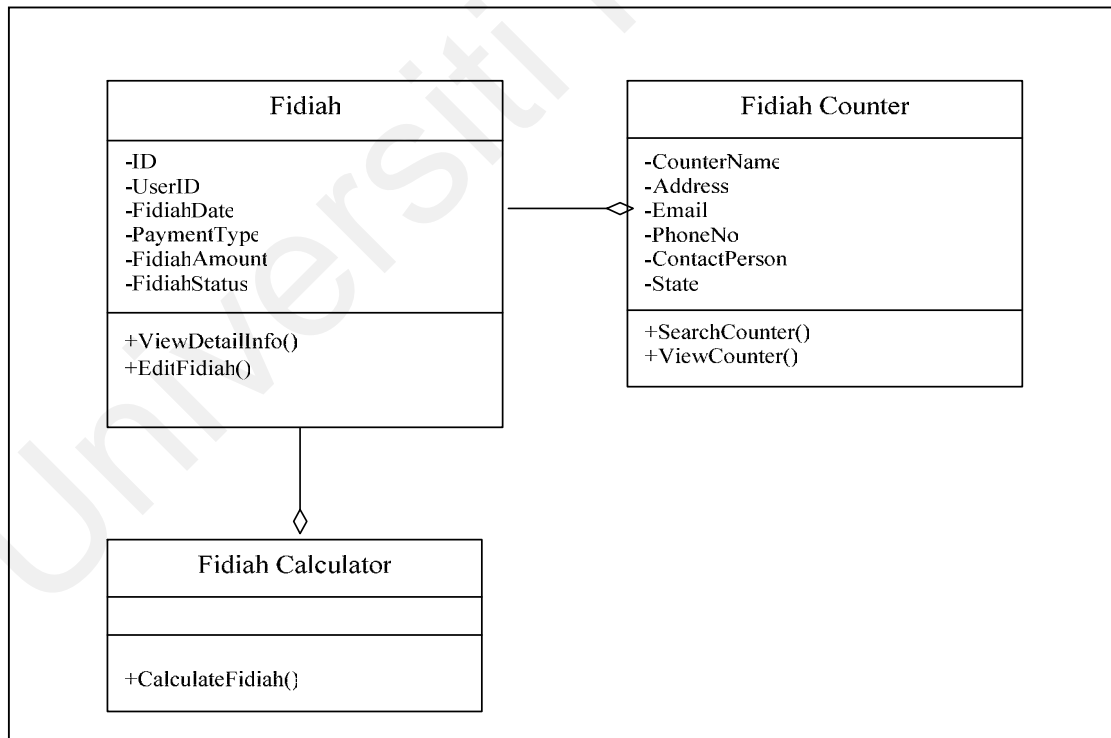 Fidiah
-ID
-UserID
-FidiahDate
-PaymentType
-FidiahAmount
-FidiahStatus
+ViewDetailInfo()
+EditFidiah()
Fidiah Counter
-CounterName
-Address
-Email
-PhoneNo
-ContactPerson
-State
+SearchCounter()
+ViewCounter()
Fidiah Calculator
+CalculateFidiah()
Universiti